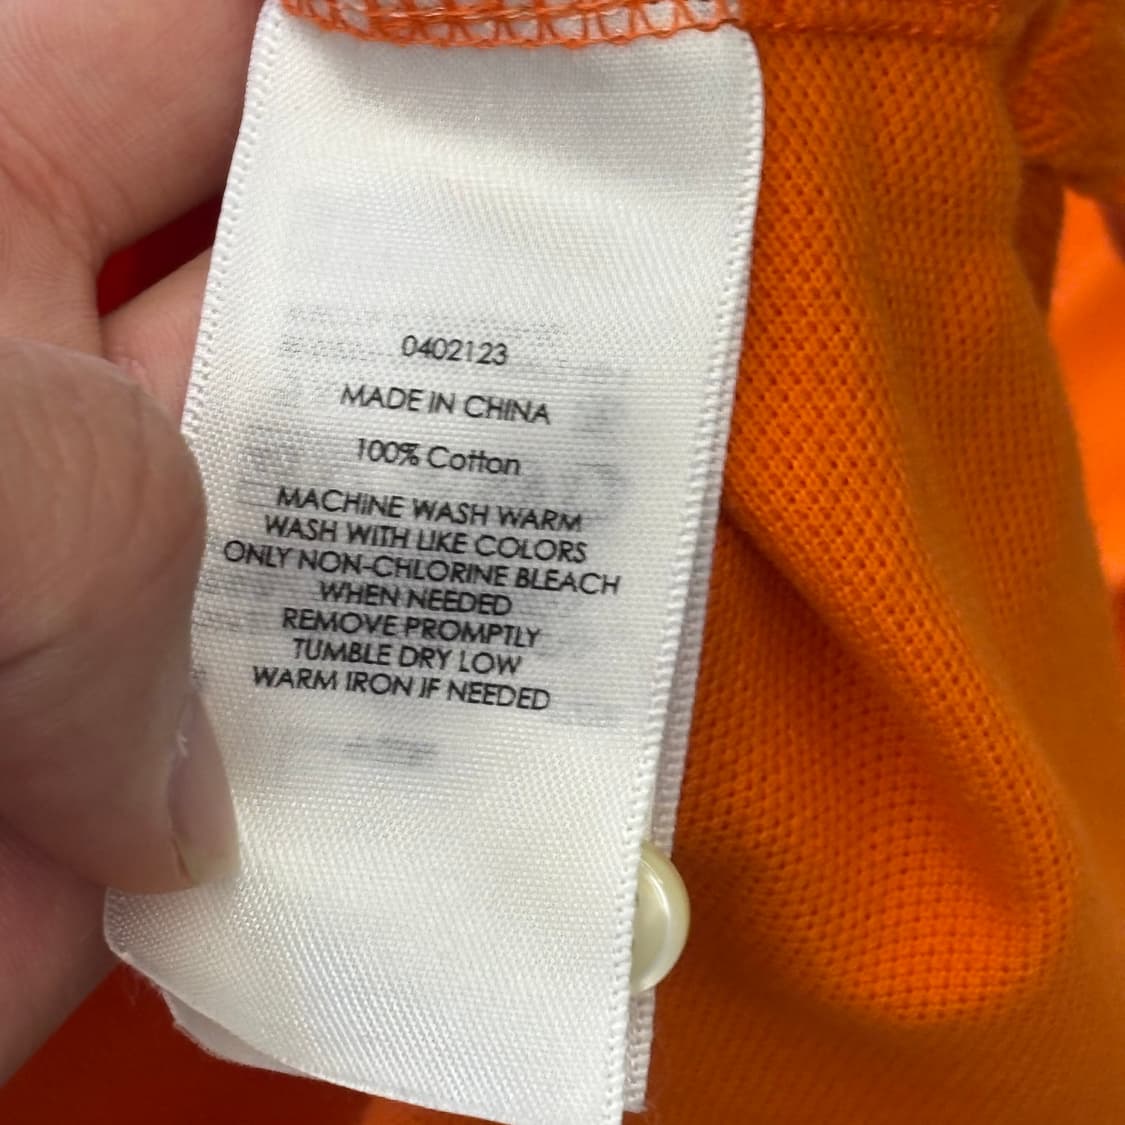 0402123
MADE IN CHINA
100% Cotton
MACHINE WASH WARM
WASH WITH LIKE COLORS
ONLY NON-CHLORINE BLEACH
WHEN NEEDED
REMOVE PROMPTLY
TUMBLE DRY LOW
WARM IRON IF NEEDED